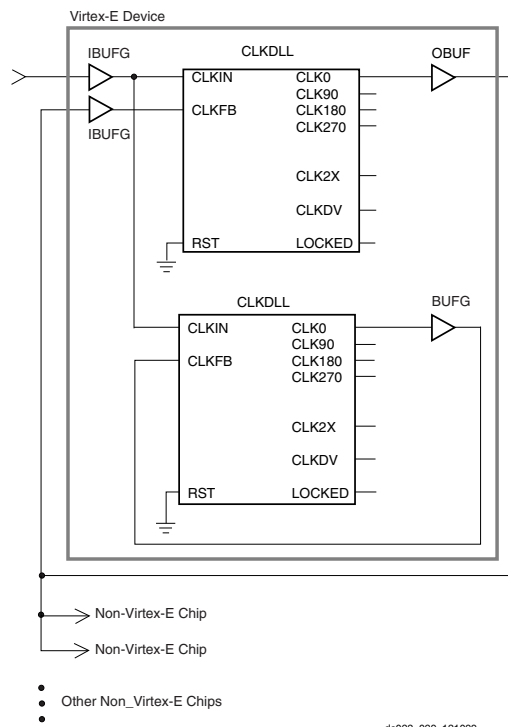 Virtex-E Device
IBUFG
CLKDLL
OBUF
CLKIN
CLK0
CLK90
CLKFB
CLK180
CLK270
IBUFG
CLK2X
CLKDV
RST
LOCKED
CLKDLL
BUFG
CLKIN
CLK0
CLK90
CLKFB
CLK180
CLK270
CLK2X
CLKDV
RST
LOCKED
Non-Virtex-E Chip
Non-Virtex-E Chip
Other Non_Virtex-E Chips